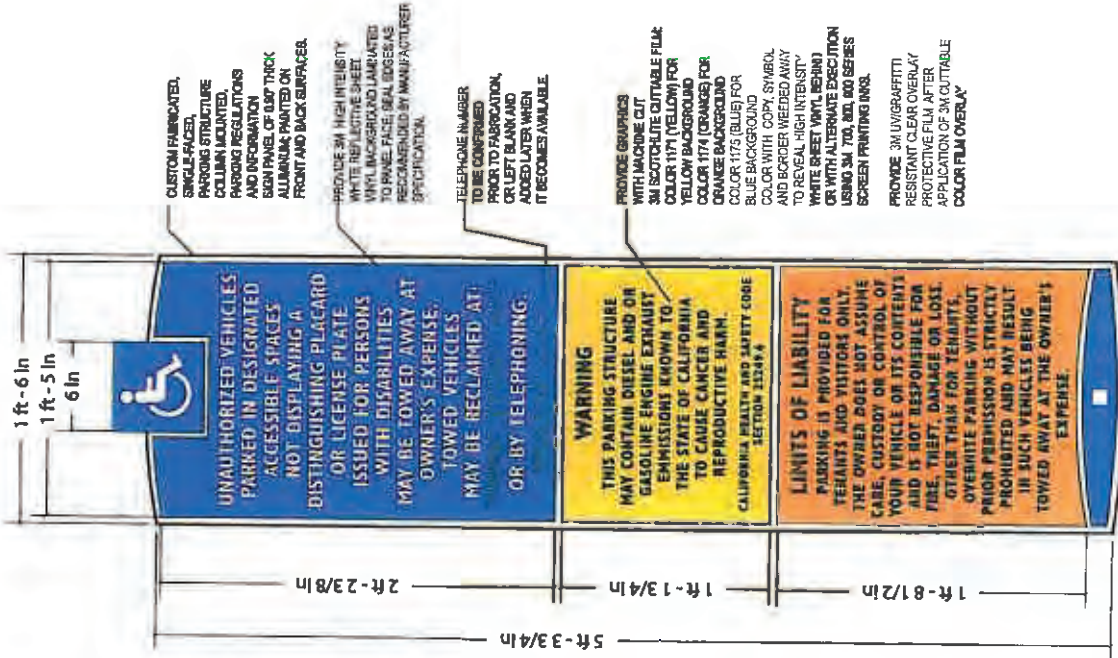 1 ft - 6 In
1 ft - 5 In
6 In
UNAUTHORIZED VEHICLES
PARKED IN DESIGNATED
ACCESSIBLE SPACES
NOT DISPLAYING A
DISTINGUISHING PLACARD
OR LICENSE PLATE
ISSUED FOR PERSONS
WITH DISABILITIES
MAY BE TOWED AWAY AT
OWNER'S EXPENSE.
TOWED VEHICLES
MAY BE RECLAIMED AT:
OR BY TELEPHONING.
WARNING
THIS PARKING STRUCTURE
MAY CONTAIN DIESEL AND OR
GASOLINE ENGINE EXHAUST
EMMISSIONS KNOWN TO
THE STATE OF CALIFORNIA
TO CAUSE CANCER AND
REPRODUCTIVE HARM.
CALIFORNIA HEALTH AND SAFETY CODE
SECTION 25249.6
LIMITS OF LIABILITY
PARKING IS PROVIDED FOR
TENANTS AND VISITORS ONLY.
THE OWNER DOES NOT ASSUME
CARE, CUSTODY OR CONTROL OF
YOUR VEHICLE OR ITS CONTENTS
AND IS NOT RESPONSIBLE FOR
FIRE, THEFT, DAMAGE OR LOSS.
OTHER THAN FOR TENANTS,
OVERNITE PARKING WITHOUT
PRIOR PERMISSION IS STRICTLY
PROHIBITED AND MAY RESULT
IN SUCH VEHICLES BEING
TOWED AWAY AT THE OWNER'S
EXPENSE.
2 ft - 2 3/8 In
1 ft - 1 3/4 In
1 ft - 8 1/2 in
5 ft - 3 3/4 In
CUSTOM FABRICATED,
SINGLE-FACED,
PARKING STRUCTURE
COLUMN MOUNTED,
PARKING REGULATIONS
AND INFORMATION
SIGN PANEL OF 0.90" THICK
ALUMINUM; PAINTED ON
FRONT AND BACK SURFACES.
PROVIDE 3M HIGH INTENSITY
WHITE REFLECTIVE SHEET
VINYL BACKGROUND LAMINATED
TO PANEL FACE; SEAL EDGES AS
RECOMMENDED BY MANUFACTURER
SPECIFICATION.
TELEPHONE NUMBER
TO BE CONFIRMED
PRIOR TO FABRICATION,
OR LEFT BLANK AND
ADDED LATER WHEN
IT BECOMES AVAILABLE.
PROVIDE GRAPHICS
WITH MACHINE CUT
3M SCOTCHLITE CUTTABLE FILM:
COLOR 1171 (YELLOW) FOR
YELLOW BACKGROUND
COLOR 1174 (ORANGE) FOR
ORANGE BACKGROUND
COLOR 1175 (BLUE) FOR
BLUE BACKGROUND
COLOR WITH COPY, SYMBOL
AND BORDER WEEDED AWAY
TO REVEAL HIGH INTENSITY
WHITE SHEET VINYL BEHIND
OR WITH ALTERNATE EXECUTION
USING 3M 700, 800, 900 SERIES
SCREEN PRINTING INKS.
PROVIDE 3M UV/GRAFFITTI
RESISTANT CLEAR OVERLAY
PROTECTIVE FILM AFTER
APPLICATION OF 3M CUTTABLE
COLOR FILM OVERLAY